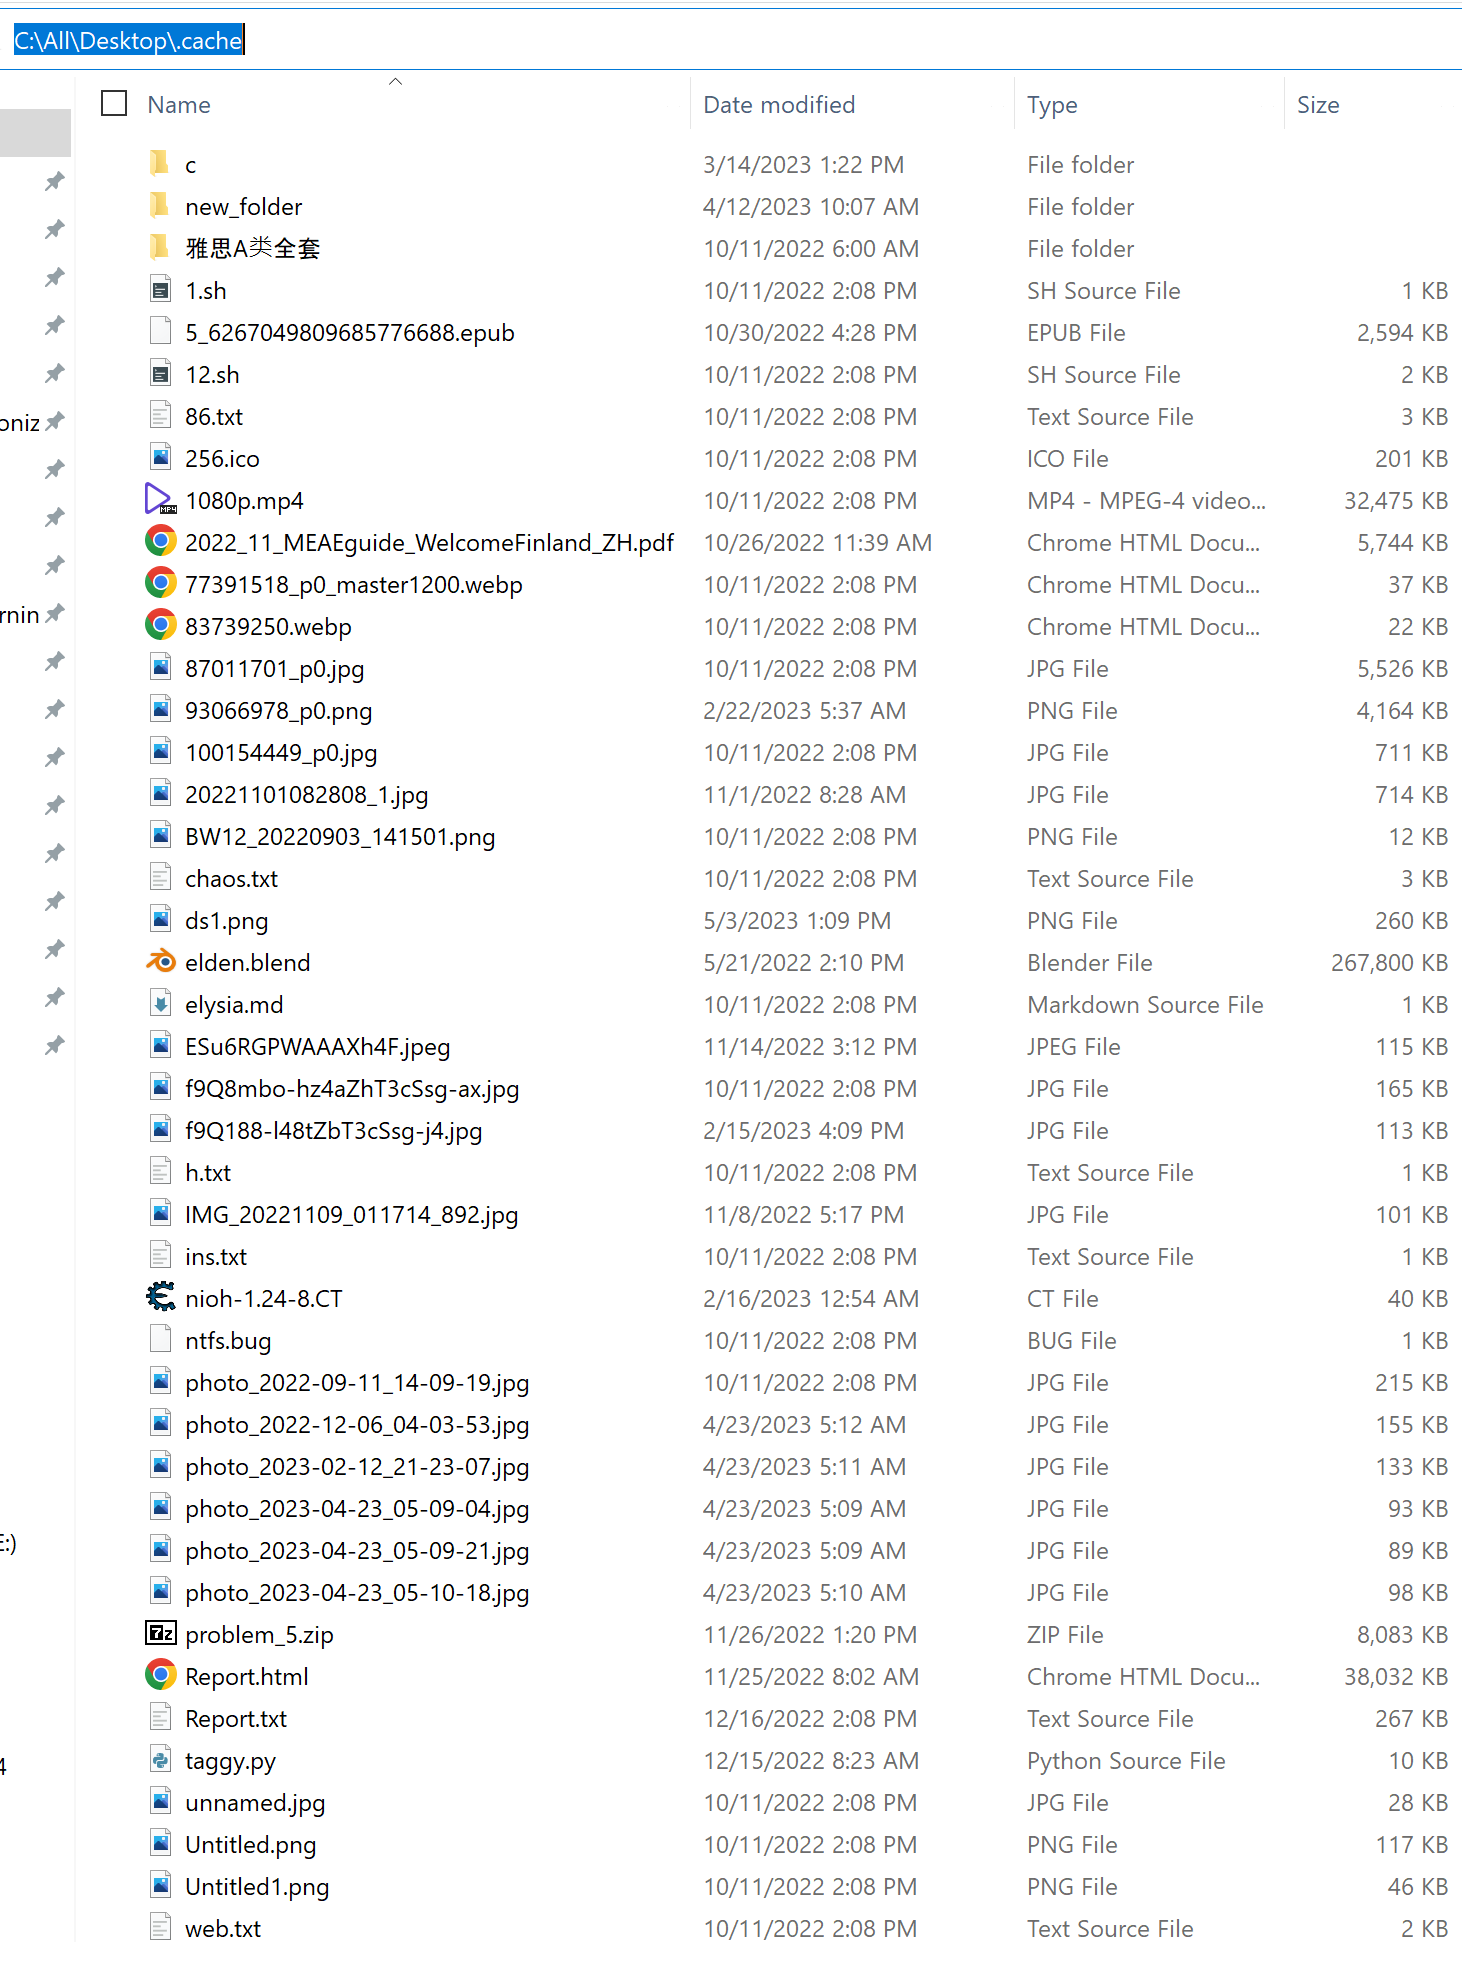 C:\All\Desktop\.cache
Name Date modified Type Size
c 3/14/2023 1:22 PM File folder
new_folder 4/12/2023 10:07 AM File folder
雅思A类全套 10/11/2022 6:00 AM File folder
1.sh 10/11/2022 2:08 PM SH Source File 1 KB
5_6267049809685776688.epub 10/30/2022 4:28 PM EPUB File 2,594 KB
12.sh 10/11/2022 2:08 PM SH Source File 2 KB
86.txt 10/11/2022 2:08 PM Text Source File 3 KB
oniz
256.ico 10/11/2022 2:08 PM ICO File 201 KB
1080p.mp4 10/11/2022 2:08 PM MP4 - MPEG-4 video... 32,475 KB
2022_11_MEAEguide_WelcomeFinland_ZH.pdf 10/26/2022 11:39 AM Chrome HTML Docu... 5,744 KB
77391518_p0_master1200.webp 10/11/2022 2:08 PM Chrome HTML Docu... 37 KB
rnin
83739250.webp 10/11/2022 2:08 PM Chrome HTML Docu... 22 KB
87011701_p0.jpg 10/11/2022 2:08 PM JPG File 5,526 KB
93066978_p0.png 2/22/2023 5:37 AM PNG File 4,164 KB
100154449_p0.jpg 10/11/2022 2:08 PM JPG File 711 KB
20221101082808_1.jpg 11/1/2022 8:28 AM JPG File 714 KB
BW12_20220903_141501.png 10/11/2022 2:08 PM PNG File 12 KB
chaos.txt 10/11/2022 2:08 PM Text Source File 3 KB
ds1.png 5/3/2023 1:09 PM PNG File 260 KB
elden.blend 5/21/2022 2:10 PM Blender File 267,800 KB
elysia.md 10/11/2022 2:08 PM Markdown Source File 1 KB
ESu6RGPWAAAXh4F.jpeg 11/14/2022 3:12 PM JPEG File 115 KB
f9Q8mbo-hz4aZhT3cSsg-ax.jpg 10/11/2022 2:08 PM JPG File 165 KB
f9Q188-l48tZbT3cSsg-j4.jpg 2/15/2023 4:09 PM JPG File 113 KB
h.txt 10/11/2022 2:08 PM Text Source File 1 KB
IMG_20221109_011714_892.jpg 11/8/2022 5:17 PM JPG File 101 KB
ins.txt 10/11/2022 2:08 PM Text Source File 1 KB
nioh-1.24-8.CT 2/16/2023 12:54 AM CT File 40 KB
ntfs.bug 10/11/2022 2:08 PM BUG File 1 KB
photo_2022-09-11_14-09-19.jpg 10/11/2022 2:08 PM JPG File 215 KB
photo_2022-12-06_04-03-53.jpg 4/23/2023 5:12 AM JPG File 155 KB
photo_2023-02-12_21-23-07.jpg 4/23/2023 5:11 AM JPG File 133 KB
photo_2023-04-23_05-09-04.jpg 4/23/2023 5:09 AM JPG File 93 KB
E:)
photo_2023-04-23_05-09-21.jpg 4/23/2023 5:09 AM JPG File 89 KB
photo_2023-04-23_05-10-18.jpg 4/23/2023 5:10 AM JPG File 98 KB
problem_5.zip 11/26/2022 1:20 PM ZIP File 8,083 KB
Report.html 11/25/2022 8:02 AM Chrome HTML Docu... 38,032 KB
Report.txt 12/16/2022 2:08 PM Text Source File 267 KB
4
taggy.py 12/15/2022 8:23 AM Python Source File 10 KB
unnamed.jpg 10/11/2022 2:08 PM JPG File 28 KB
Untitled.png 10/11/2022 2:08 PM PNG File 117 KB
Untitled1.png 10/11/2022 2:08 PM PNG File 46 KB
web.txt 10/11/2022 2:08 PM Text Source File 2 KB